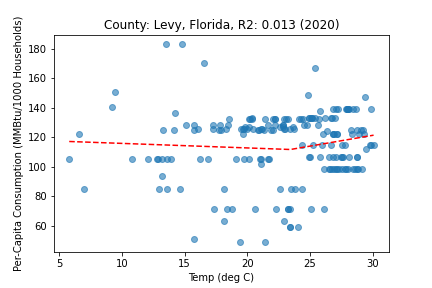 County: Levy, Florida, R2: 0.013 (2020)
Per-Capita Consumption (MMBtu/1000 Households)
180
160
140
120
100
80
60
5 10 15 20 25 30
Temp (deg C)